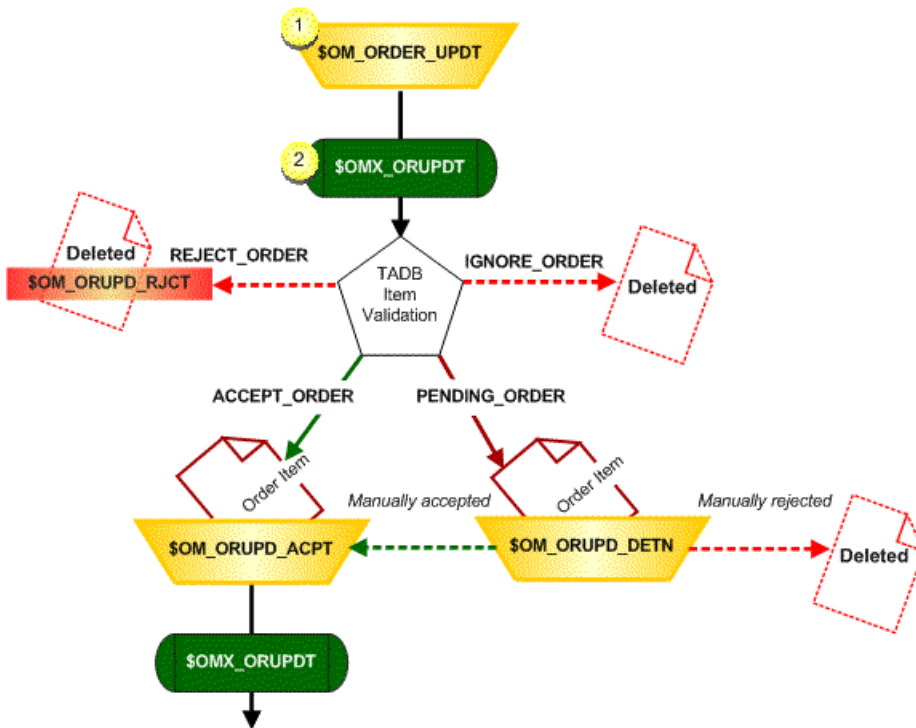 1
$OM_ORDER_UPDT
2
$OMX_ORUPDT
Deleted
REJECT_ORDER
$OM_ORUPD_RJCT
TADB
Item
Validation
IGNORE_ORDER
Deleted
ACCEPT_ORDER
PENDING_ORDER
Order Item
Order Item
Manually accepted
Manually rejected
$OM_ORUPD_ACPT
$OM_ORUPD_DETN
Deleted
$OMX_ORUPDT